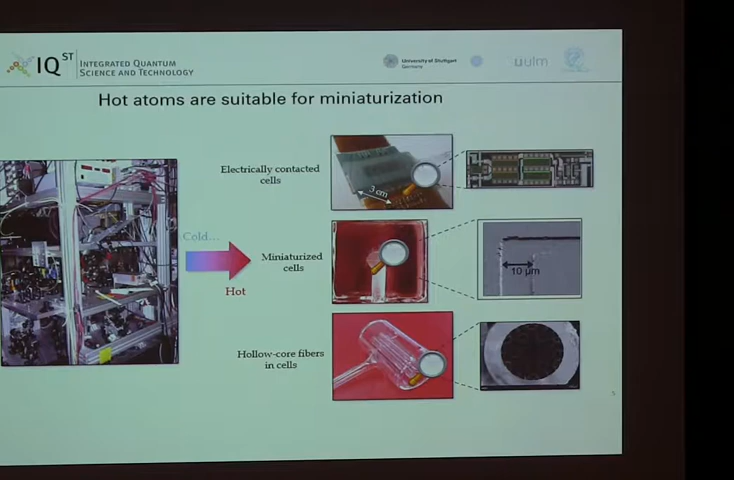 IQST
INTEGRATED QUANTUM
SCIENCE AND TECHNOLOGY
University of Stuttgart
Germany
uulm
Hot atoms are suitable for miniaturization
Electrically contacted
cells
3 cm
Cold...
Hot
Miniaturized
cells
10 µm
Hollow-core fibers
in cells